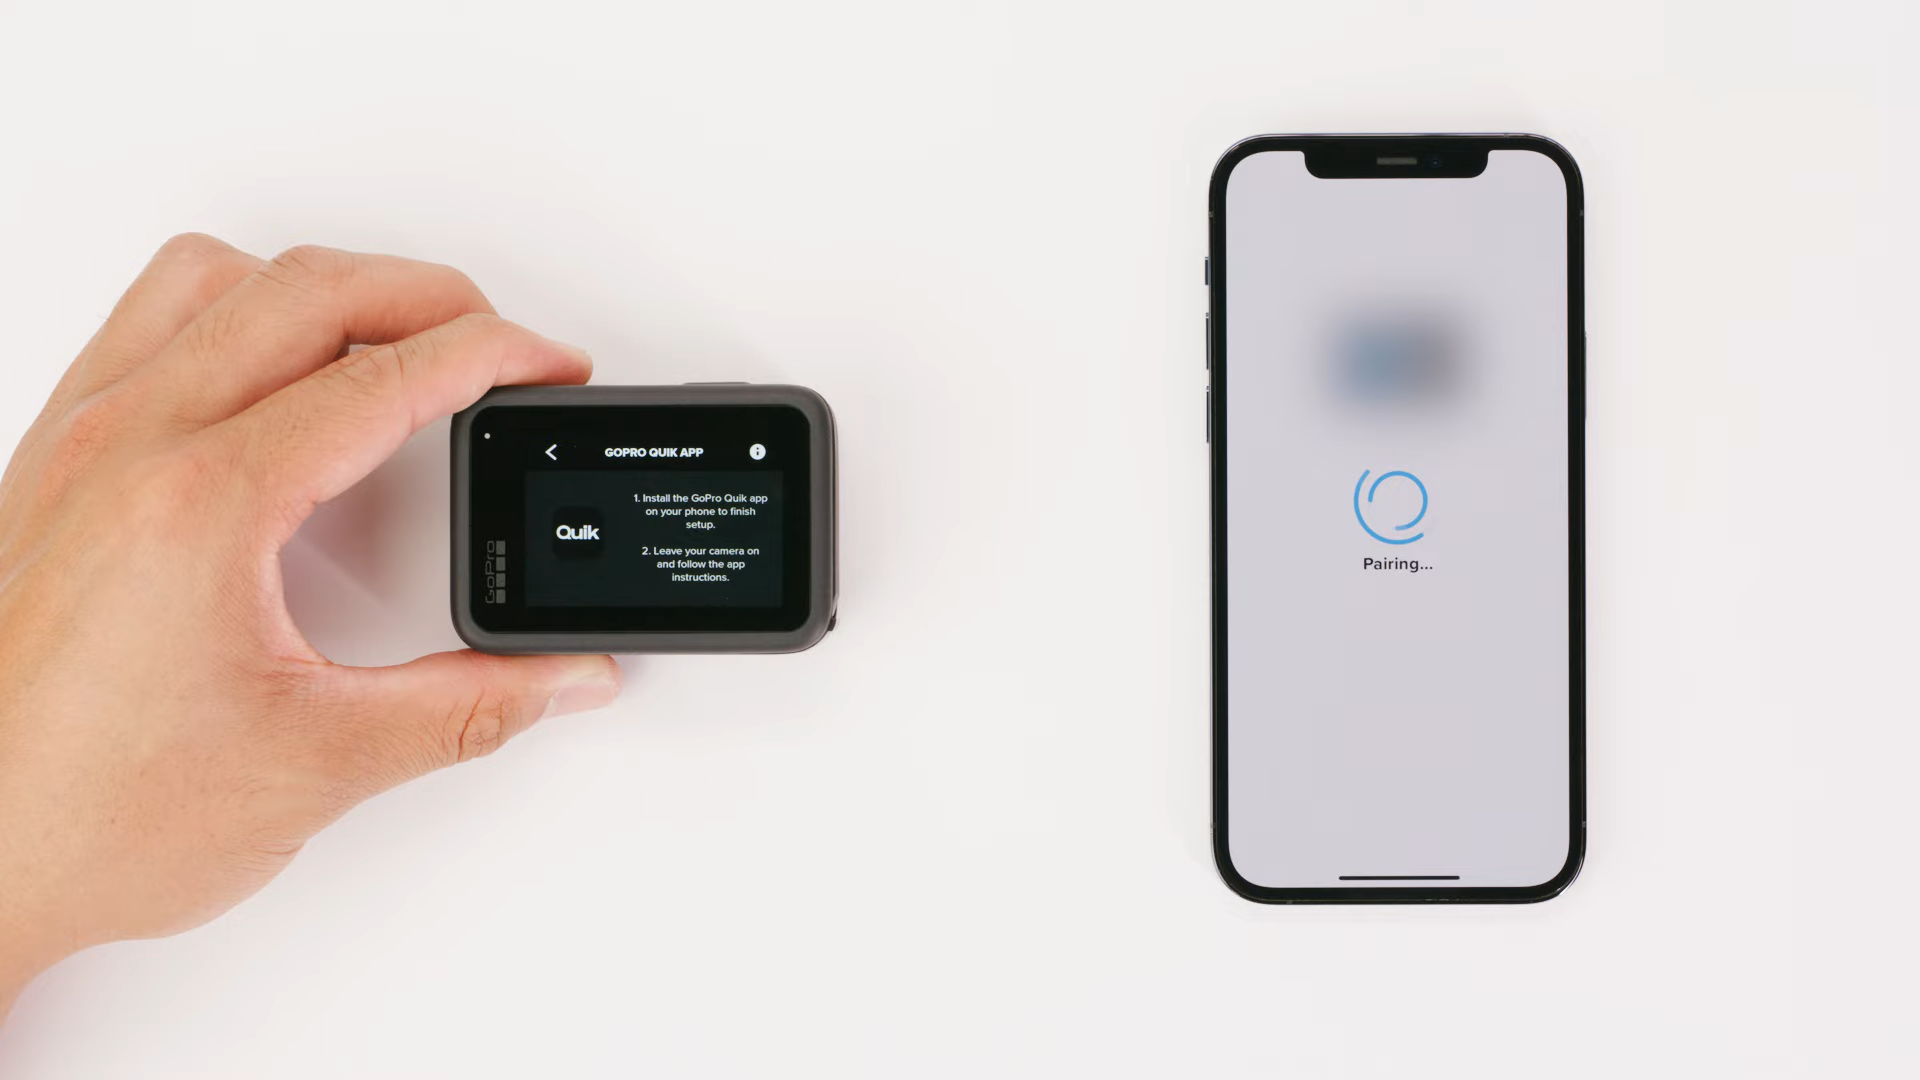 GOPRO QUIK APP
Quik
1. Install the GoPro Quik app
on your phone to finish
setup.
2. Leave your camera on
and follow the app
instructions.
GoPro
Pairing...